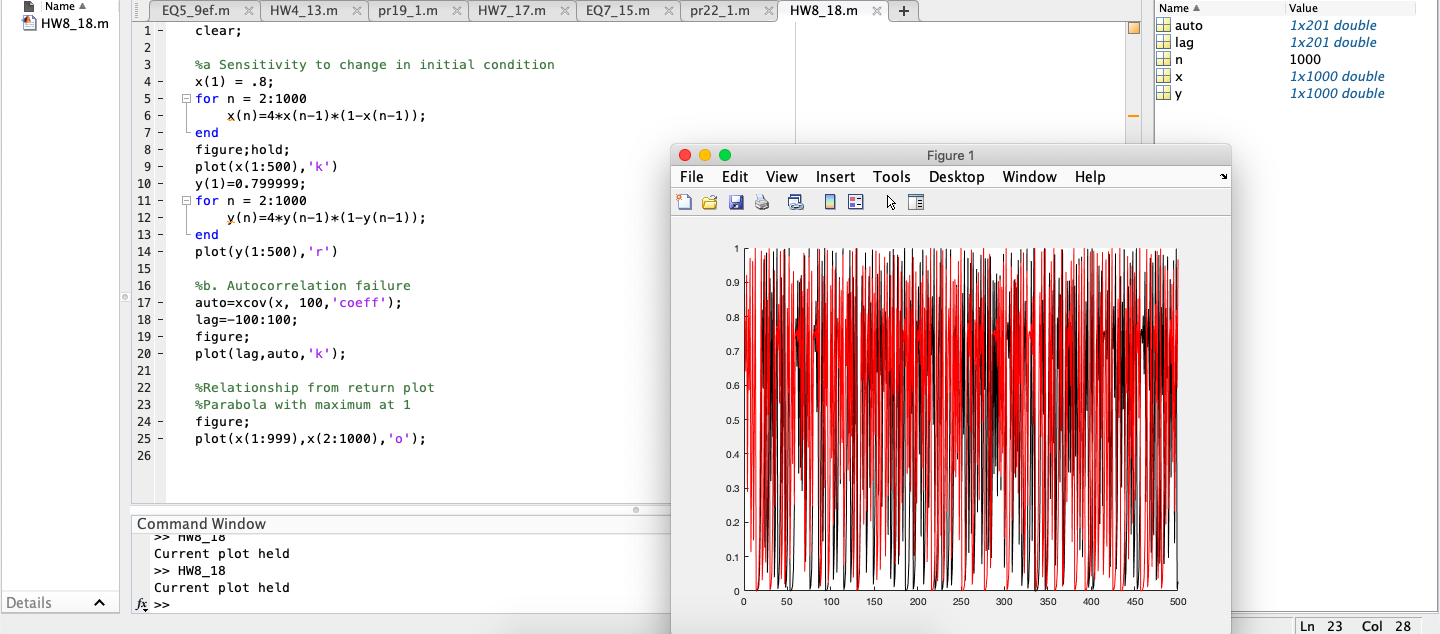 Name
HW8_18.m
Details
EQ5_9ef.m HW4_13.m pr19_1.m HW7_17.m EQ7_15.m pr22_1.m HW8_18.m
1 clear;
2
3 %a Sensitivity to change in initial condition
4 x(1) = .8;
5 for n = 2:1000
6 x(n)=4*x(n-1)*(1-x(n-1));
7 end
8 figure;hold;
9 plot(x(1:500),'k')
10 y(1)=0.799999;
11 for n = 2:1000
12 y(n)=4*y(n-1)*(1-y(n-1));
13 end
14 plot(y(1:500),'r')
15
16 %b. Autocorrelation failure
17 auto=xcov(x, 100,'coeff');
18 lag=-100:100;
19 figure;
20 plot(lag,auto,'k');
21
22 %Relationship from return plot
23 %Parabola with maximum at 1
24 figure;
25 plot(x(1:999),x(2:1000),'o');
26
Command Window
>> HW8_18
Current plot held
>> HW8_18
Current plot held
fx >>
Name Value
auto 1x201 double
lag 1x201 double
n 1000
x 1x1000 double
y 1x1000 double
Figure 1
File Edit View Insert Tools Desktop Window Help
1
0.9
0.8
0.7
0.6
0.5
0.4
0.3
0.2
0.1
0
0 50 100 150 200 250 300 350 400 450 500
Ln 23 Col 28